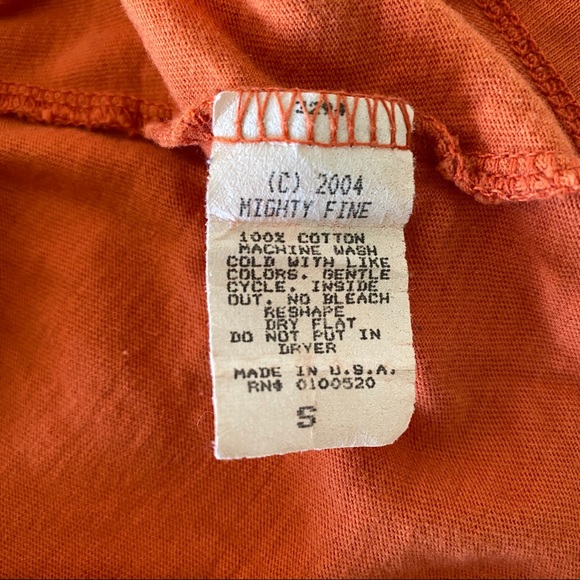 (C) 2004
MIGHTY FINE
100% COTTON
MACHINE WASH
COLD WITH LIKE
COLORS. GENTLE
CYCLE. INSIDE
OUT. NO BLEACH
RESHAPE
DRY FLAT
DO NOT PUT IN
DRYER
MADE IN U.S.A.
RN# 0100520
S